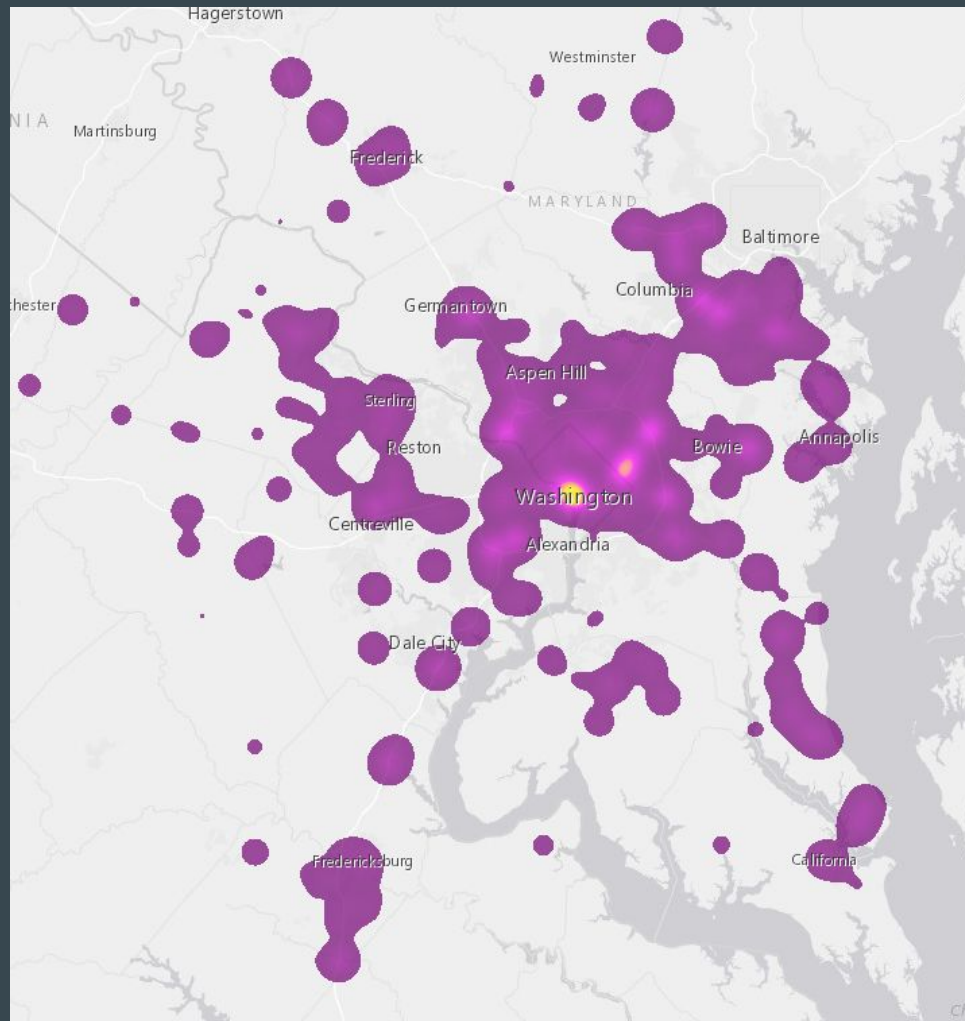 Hagerstown
Westminster
NIA
Martinsburg
Frederick
MARYLAND
Baltimore
Columbia
chester
Germantown
Aspen Hill
Sterling
Annapolis
Reston
Bowie
Washington
Centreville
Alexandria
Dale City
Fredericksburg
California